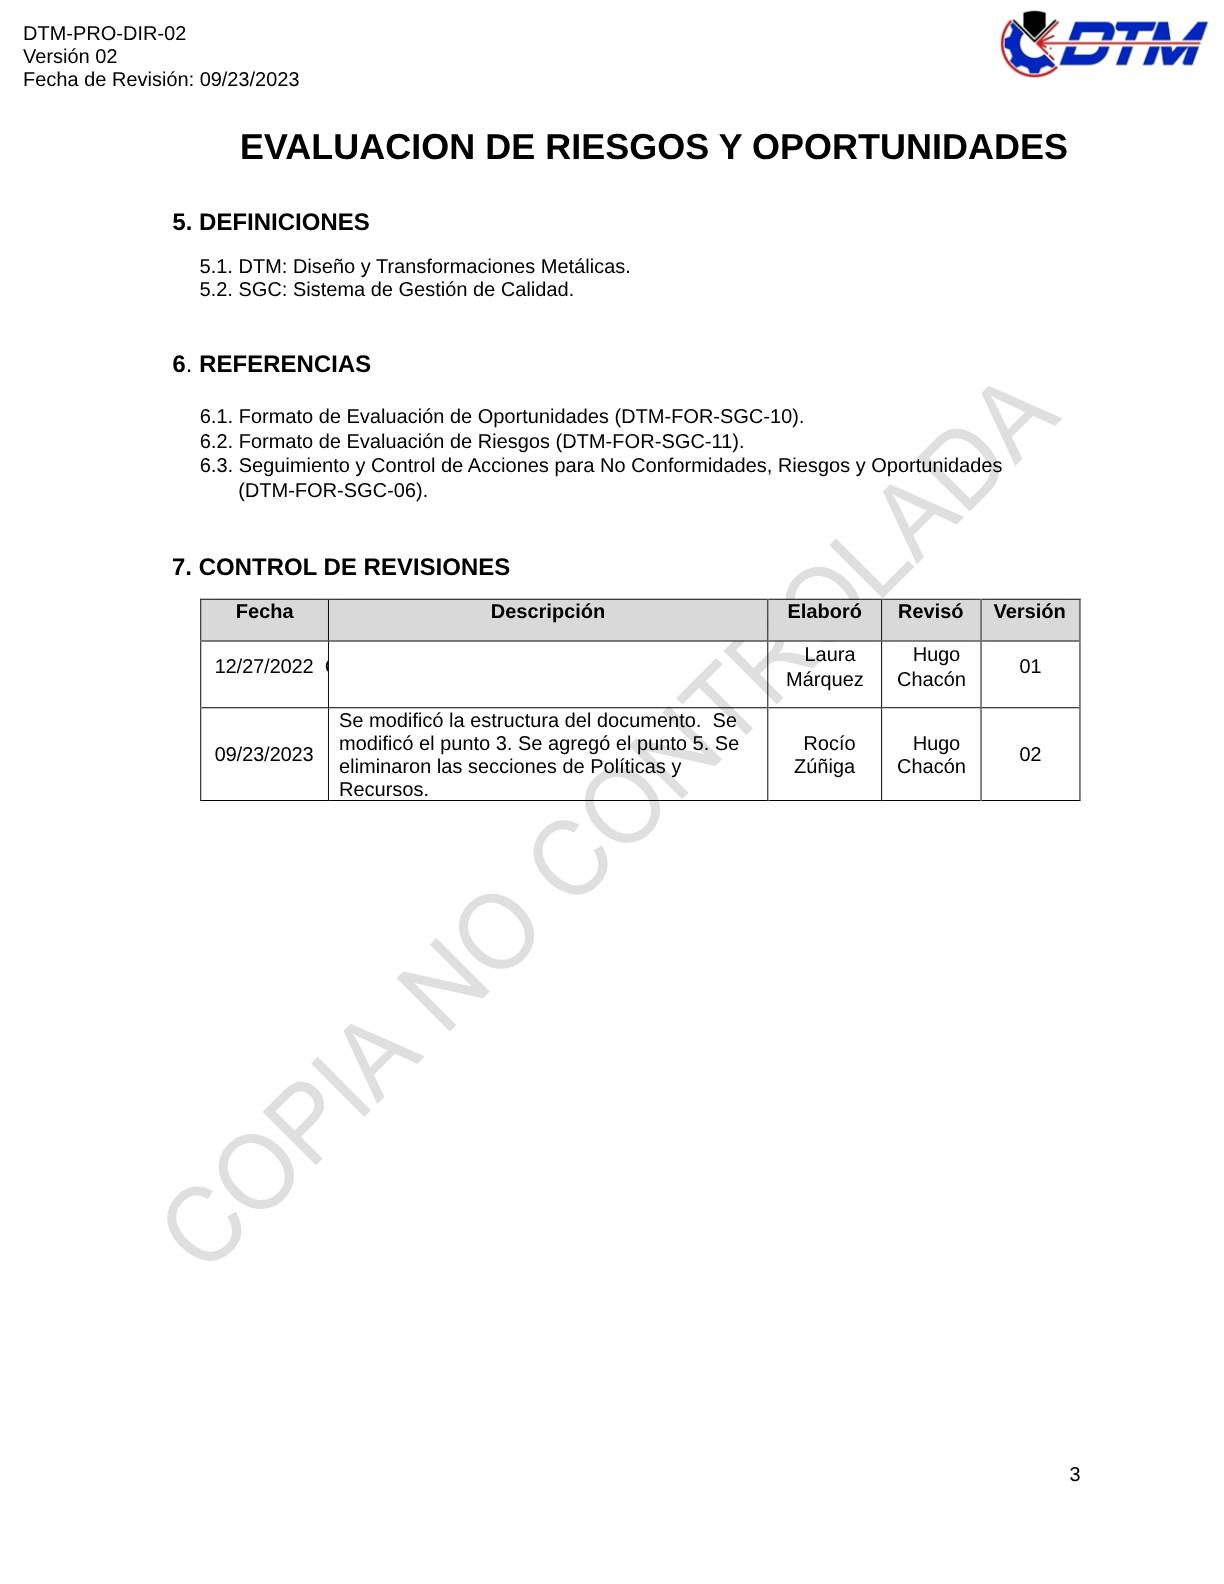 DTM-PRO-DIR-02
Versión 02
Fecha de Revisión: 09/23/2023
DTM
EVALUACION DE RIESGOS Y OPORTUNIDADES
5. DEFINICIONES
5.1. DTM: Diseño y Transformaciones Metálicas.
5.2. SGC: Sistema de Gestión de Calidad.
6. REFERENCIAS
6.1. Formato de Evaluación de Oportunidades (DTM-FOR-SGC-10).
6.2. Formato de Evaluación de Riesgos (DTM-FOR-SGC-11).
6.3. Seguimiento y Control de Acciones para No Conformidades, Riesgos y Oportunidades
(DTM-FOR-SGC-06).
7. CONTROL DE REVISIONES
Fecha Descripción Elaboró Revisó Versión
12/27/2022 Laura Márquez Hugo Chacón 01
09/23/2023
Se modificó la estructura del documento. Se
modificó el punto 3. Se agregó el punto 5. Se
eliminaron las secciones de Políticas y
Recursos.
Rocío Zúñiga Hugo Chacón 02
COPIA NO CONTROLADA
3